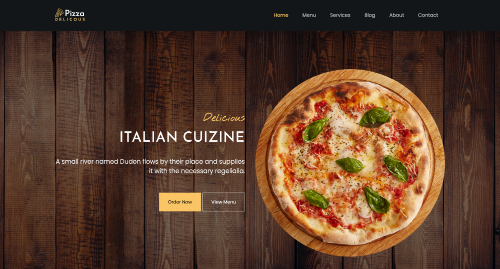 Pizza
DELICOUS
Home Menu Services Blog About Contact
Delicious
ITALIAN CUIZINE
A small river named Duden flows by their place and supplies
it with the necessary regelialia.
Order Now View Menu